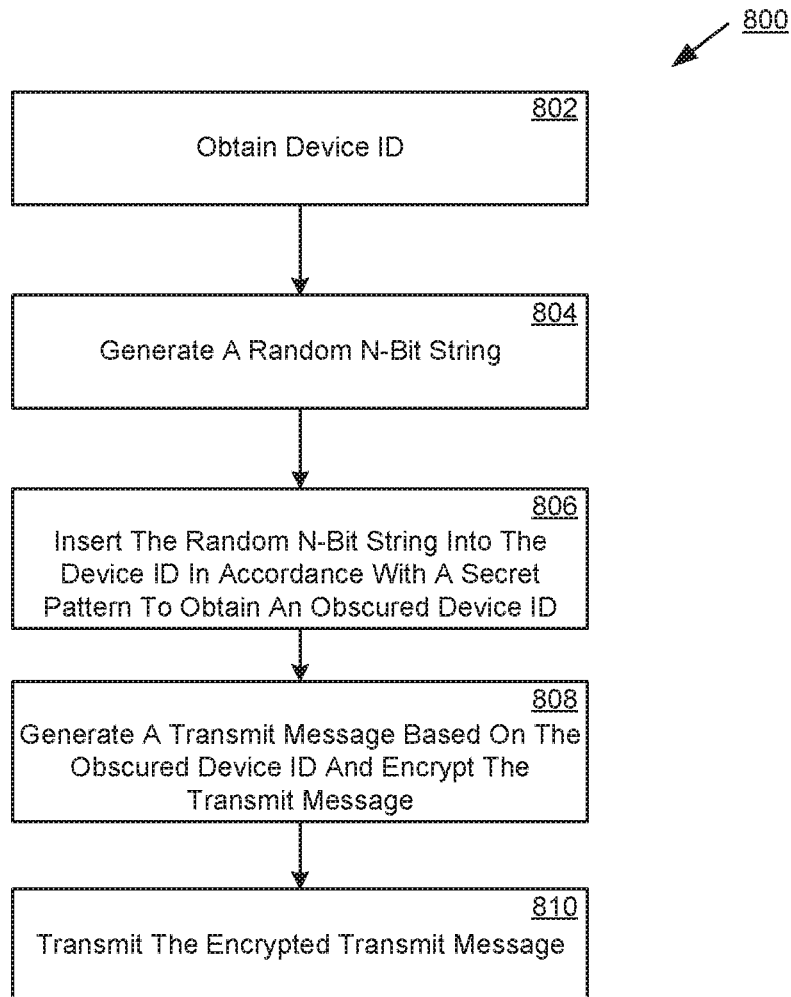 800
802
Obtain Device ID
804
Generate A Random N-Bit String
806
Insert The Random N-Bit String Into The
Device ID In Accordance With A Secret
Pattern To Obtain An Obscured Device ID
808
Generate A Transmit Message Based On The
Obscured Device ID And Encrypt The
Transmit Message
810
Transmit The Encrypted Transmit Message